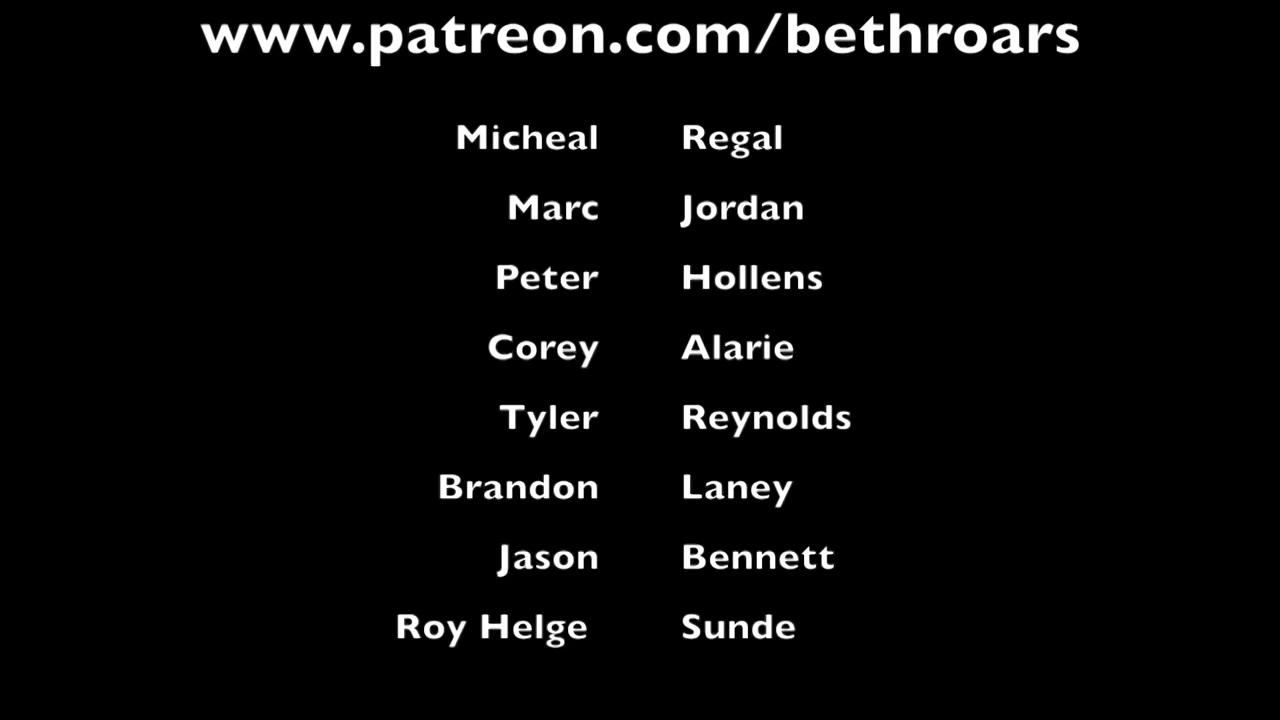 www.patreon.com/bethroars
Micheal Regal
Marc Jordan
Peter Hollens
Corey Alarie
Tyler Reynolds
Brandon Laney
Jason Bennett
Roy Helge Sunde